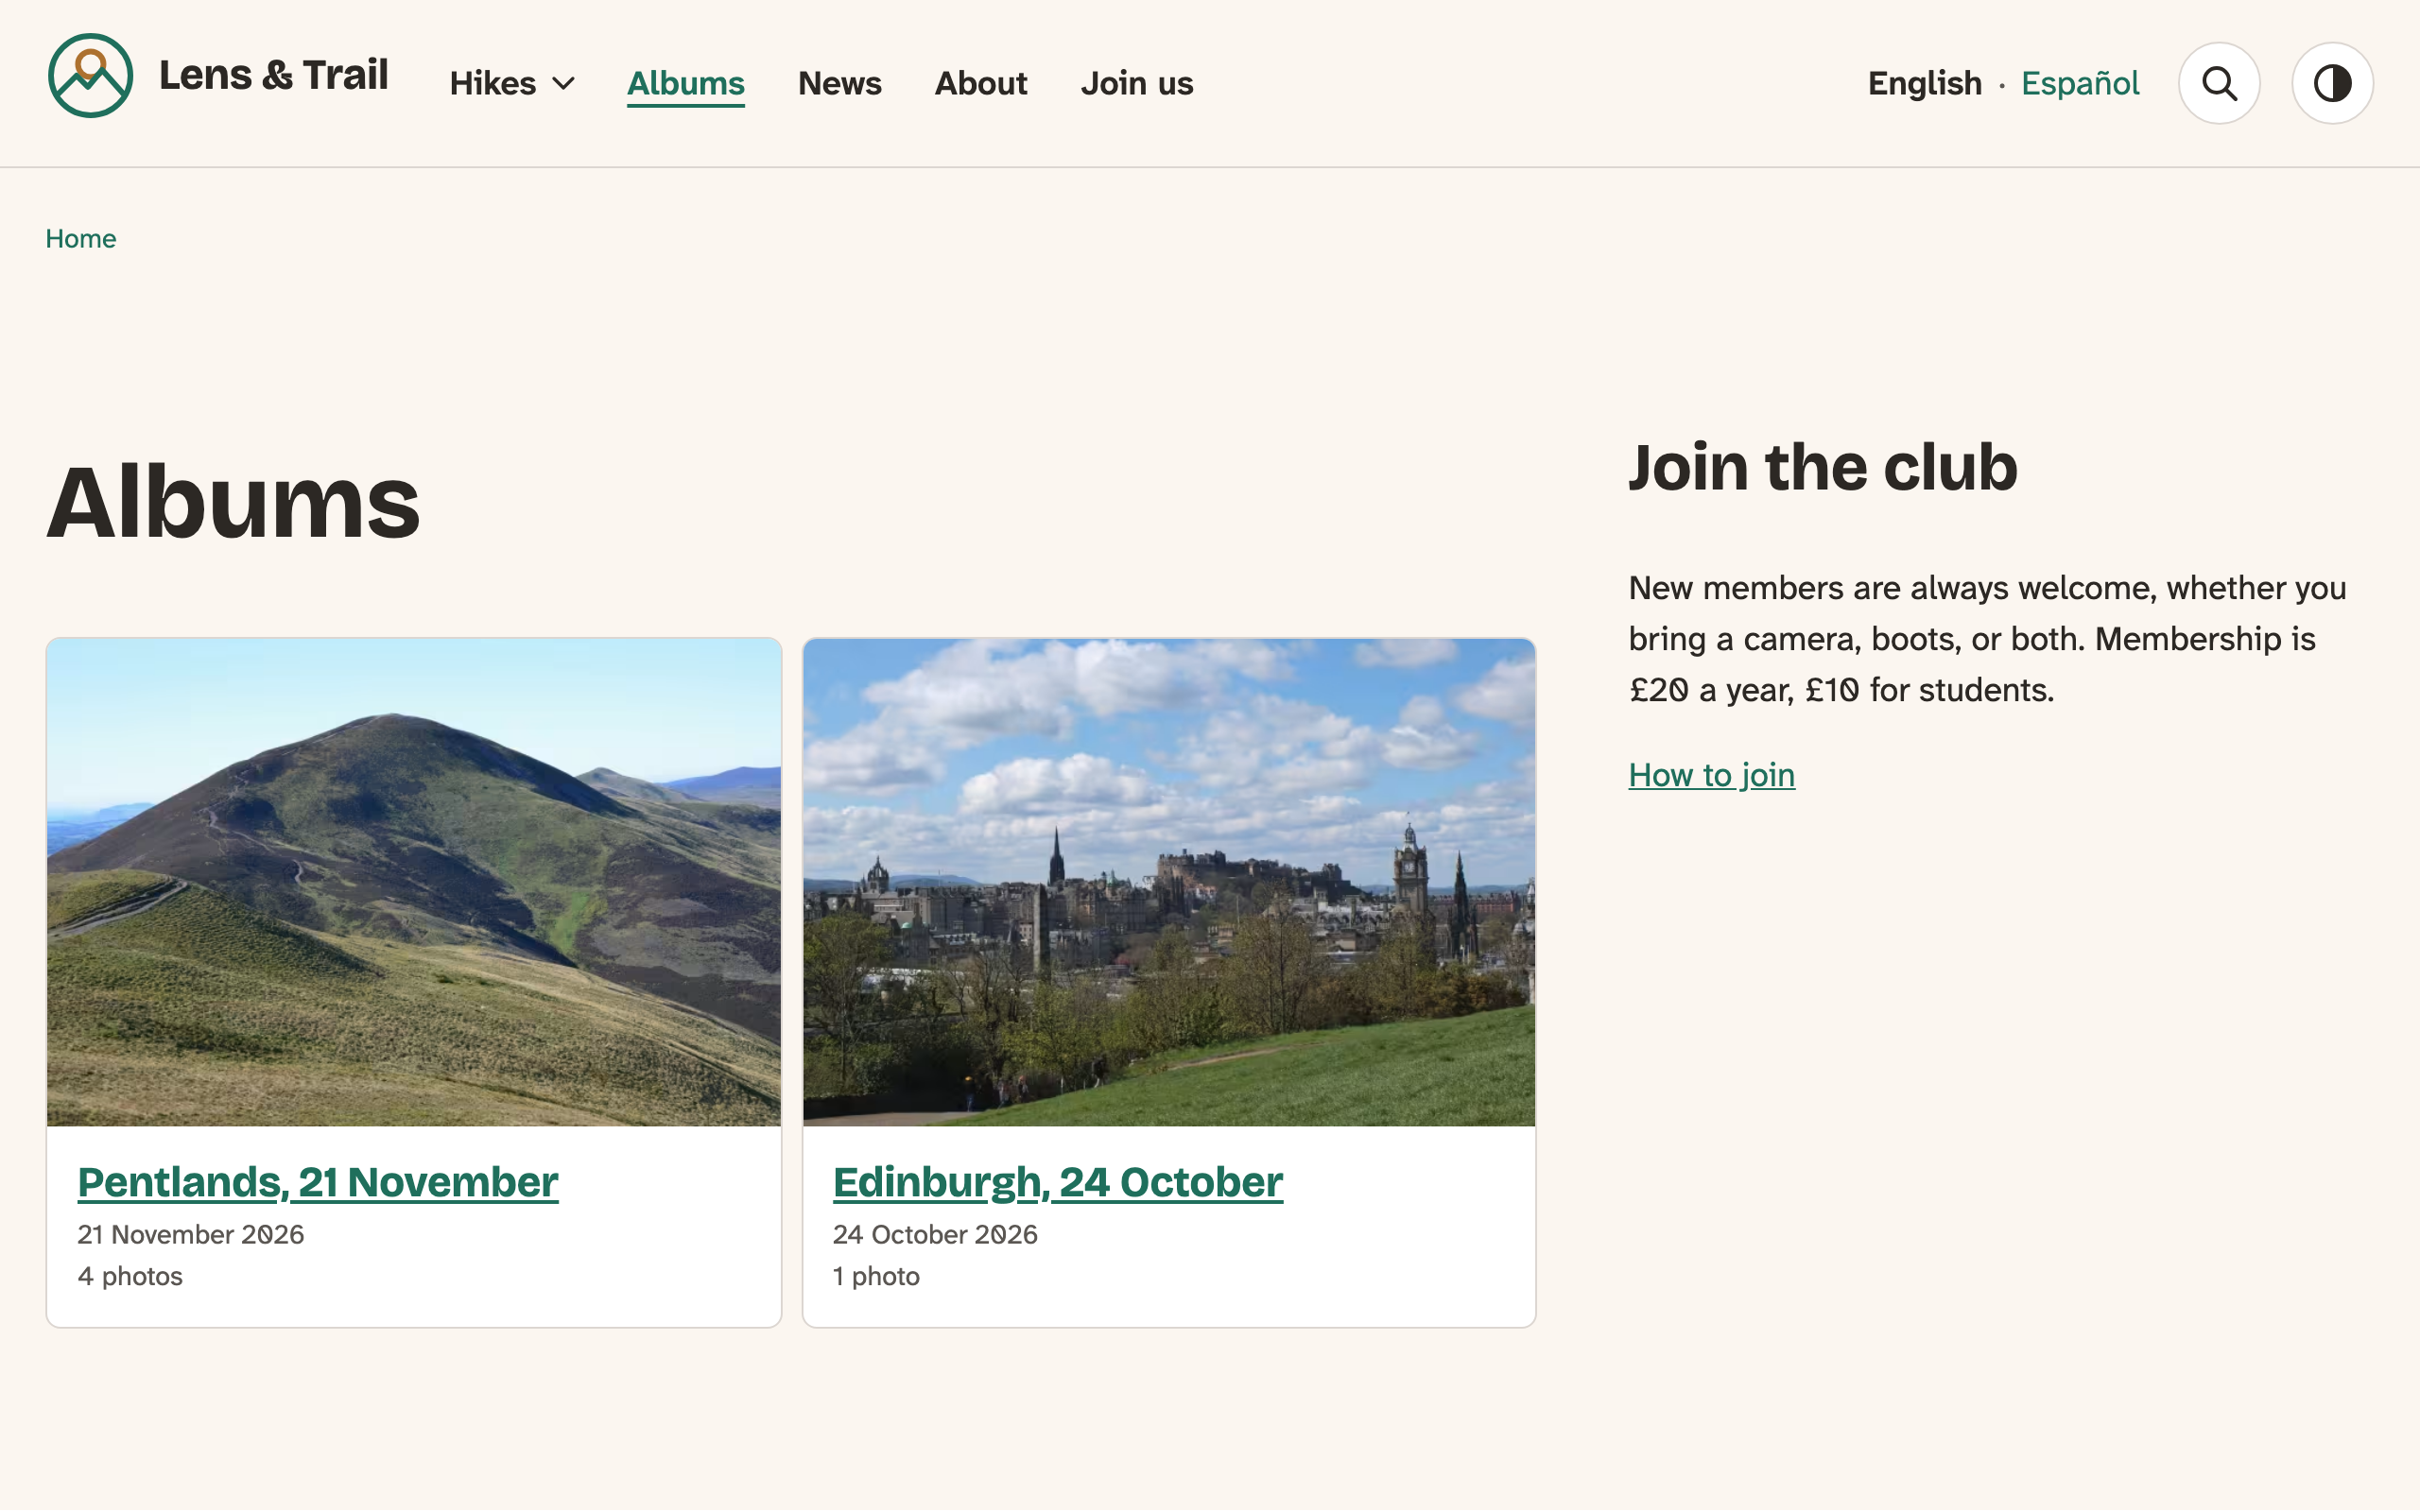 Lens & Trail
Hikes
Albums
News
About
Join us
English · Español
Home
Albums
Pentlands, 21 November
21 November 2026
4 photos
Edinburgh, 24 October
24 October 2026
1 photo
Join the club
New members are always welcome, whether you
bring a camera, boots, or both. Membership is
£20 a year, £10 for students.
How to join